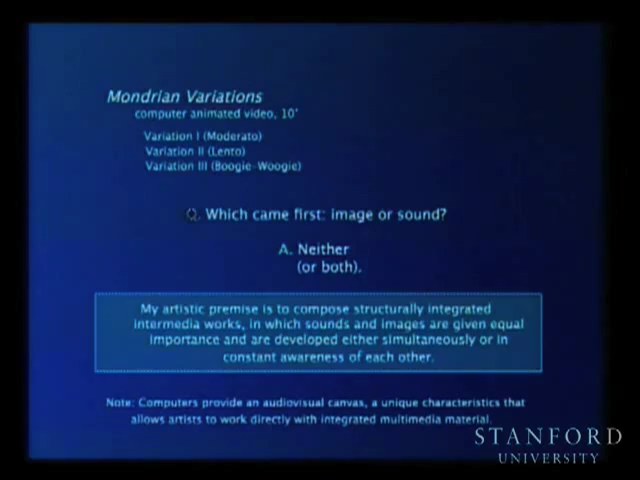 Mondrian Variations
computer animated video, 10'
Variation I (Moderato)
Variation II (Lento)
Variation III (Boogie-Woogie)
Q. Which came first: image or sound?
A. Neither
(or both).
My artistic premise is to compose structurally integrated
intermedia works, in which sounds and images are given equal
importance and are developed either simultaneously or in
constant awareness of each other.
Note: Computers provide an audiovisual canvas, a unique characteristics that
allows artists to work directly with integrated multimedia material.
STANFORD
UNIVERSITY